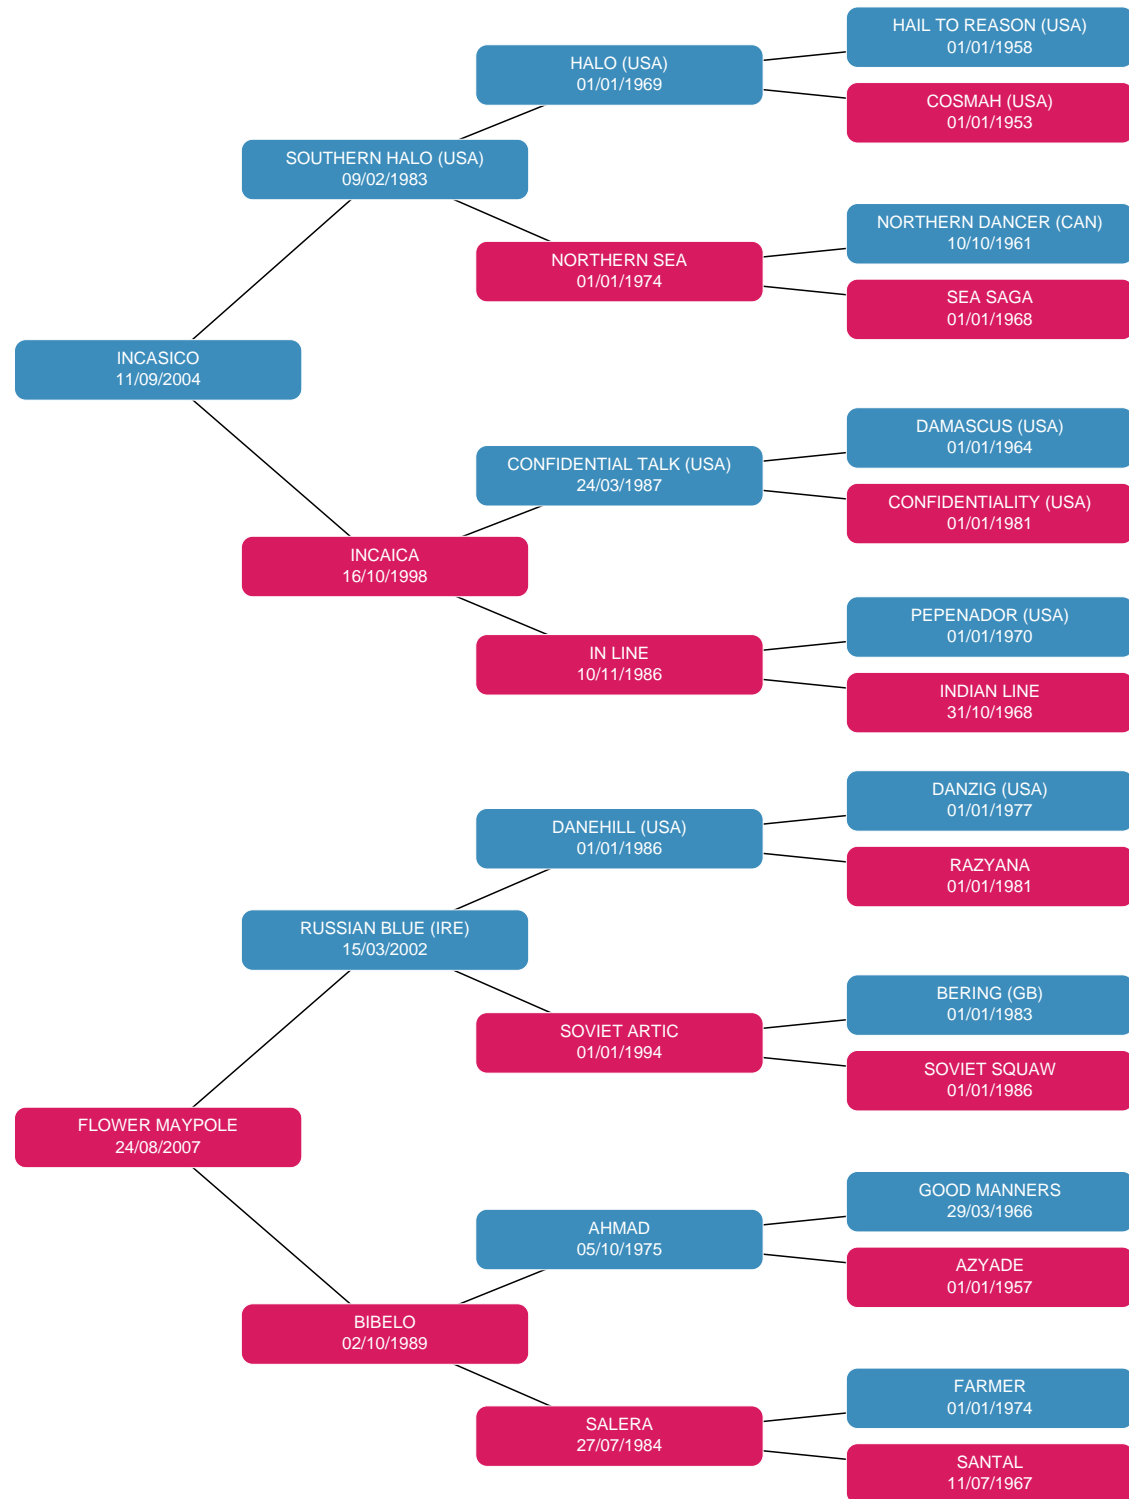 HAIL TO REASON (USA)
01/01/1958
HALO (USA)
01/01/1969
COSMAH (USA)
01/01/1953
SOUTHERN HALO (USA)
09/02/1983
NORTHERN DANCER (CAN)
10/10/1961
NORTHERN SEA
01/01/1974
SEA SAGA
01/01/1968
INCASICO
11/09/2004
DAMASCUS (USA)
01/01/1964
CONFIDENTIAL TALK (USA)
24/03/1987
CONFIDENTIALITY (USA)
01/01/1981
INCAICA
16/10/1998
PEPENADOR (USA)
01/01/1970
IN LINE
10/11/1986
INDIAN LINE
31/10/1968
DANZIG (USA)
01/01/1977
DANEHILL (USA)
01/01/1986
RAZYANA
01/01/1981
RUSSIAN BLUE (IRE)
15/03/2002
BERING (GB)
01/01/1983
SOVIET ARTIC
01/01/1994
SOVIET SQUAW
01/01/1986
FLOWER MAYPOLE
24/08/2007
GOOD MANNERS
29/03/1966
AHMAD
05/10/1975
AZYADE
01/01/1957
BIBELO
02/10/1989
FARMER
01/01/1974
SALERA
27/07/1984
SANTAL
11/07/1967